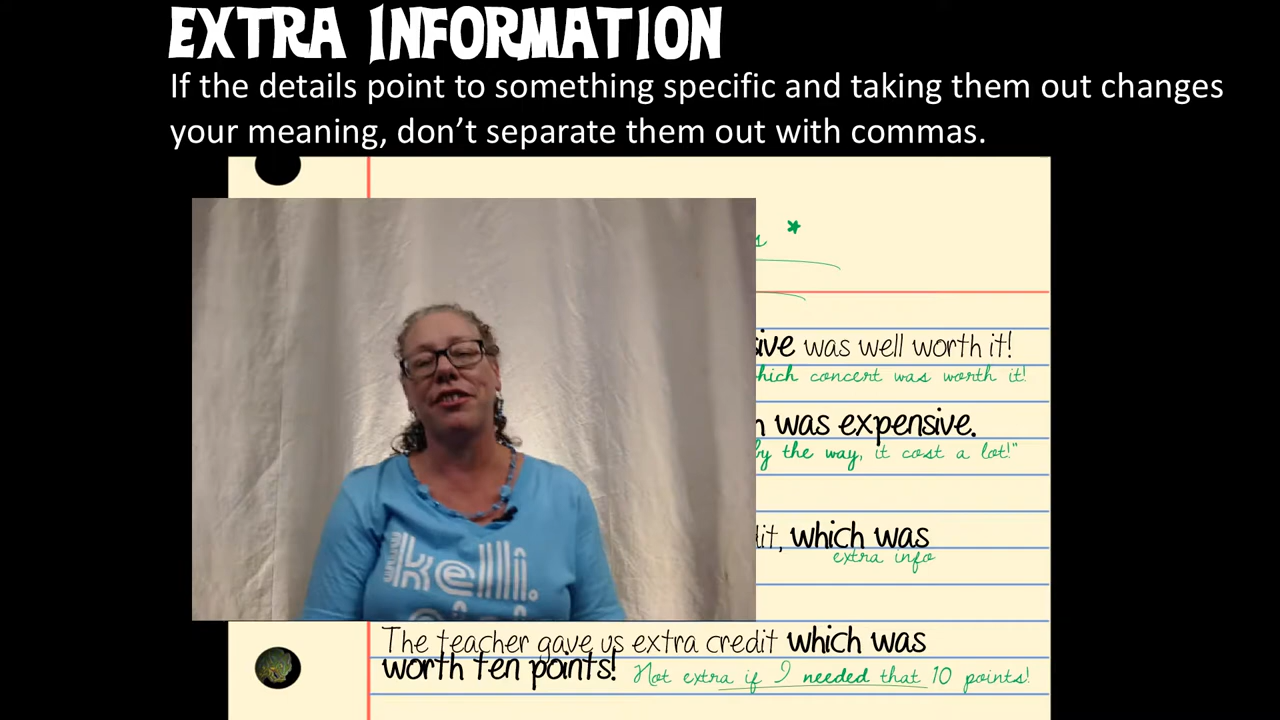 EXTRA INFORMATION
If the details point to something specific and taking them out changes
your meaning, don't separate them out with commas.
was well worth it!
concert was worth it!
was expensive.
the way, it cost a lot!"
which was
extra info
kelli.
The teacher gave us extra credit which was
worth ten points!
Not extra if I needed that 10 points!